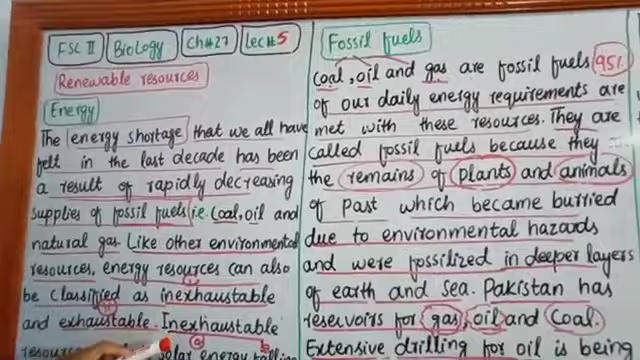 FSC II Biology Ch#27 Lec#5
Renewable resources
Energy
The energy shortage that we all have
felt in the last decade has been
a result of rapidly decreasing
supplies of fossil fuels i.e. Coal, oil and
natural gas. Like other environmental
resources, energy resources can also
be classified as inexhaustable
and exhaustable. Inexhaustable
solar energy
Fossil fuels
Coal, oil and gas are fossil fuels 95%
of our daily energy requirements are
met with these resources. They are
called fossil fuels because they
the remains of plants and animals
of past which became burried
due to environmental hazards
and were fossilized in deeper layers
of earth and sea. Pakistan has
reservoirs for gas, oil and Coal.
Extensive drilling for oil is being